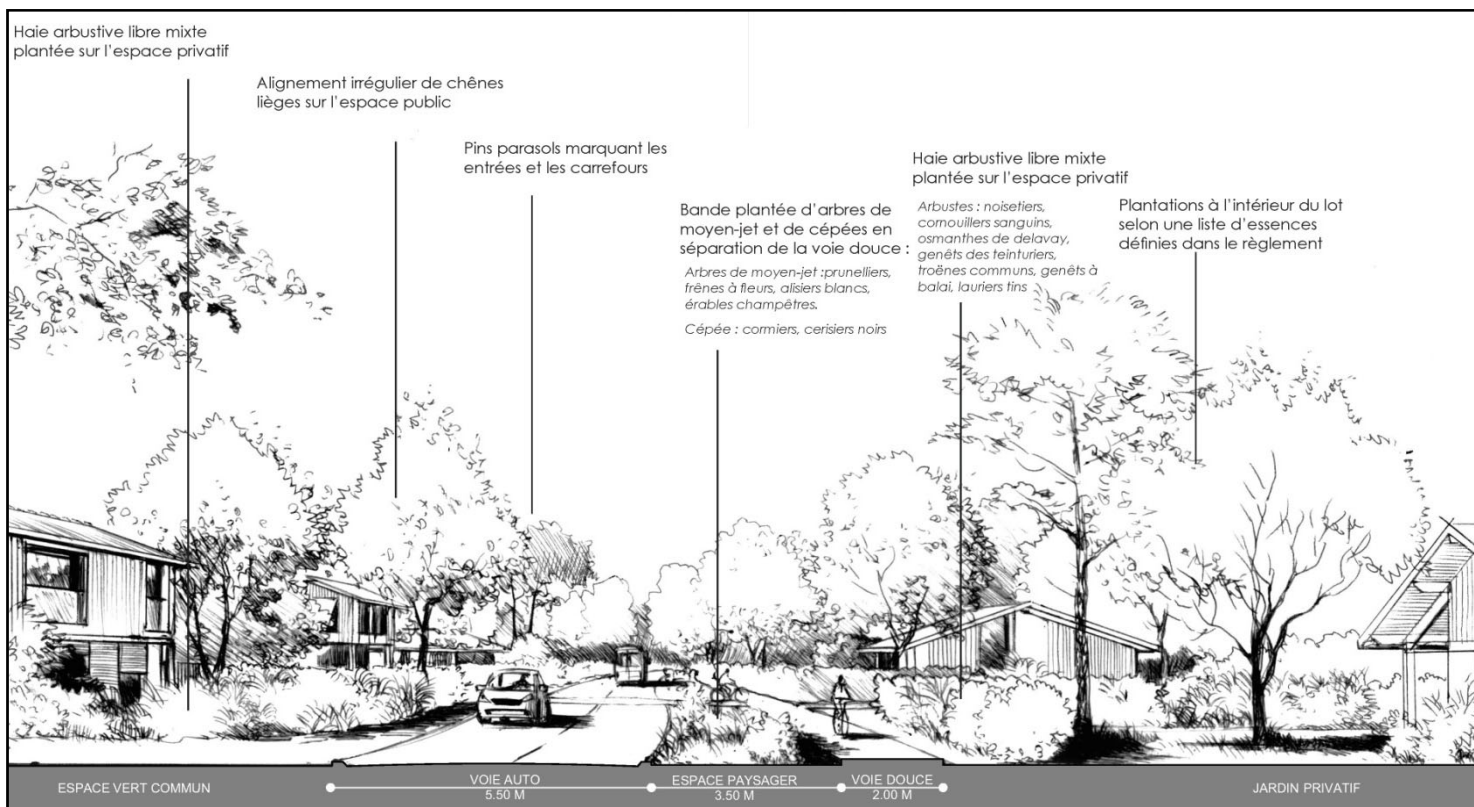 Haie arbustive libre mixte
plantée sur l'espace privatif
Alignement irrégulier de chênes
lièges sur l'espace public
Pins parasols marquant les
entrées et les carrefours
Bande plantée d'arbres de
moyen-jet et de cépées en
séparation de la voie douce :
Arbres de moyen-jet :prunelliers,
frênes à fleurs, alisiers blancs,
érables champêtres.
Cépée : cormiers, cerisiers noirs
Haie arbustive libre mixte
plantée sur l'espace privatif
Arbustes : noisetiers,
cornouillers sanguins,
osmanthes de delavay,
genêts des teinturiers,
troënes communs, genêts à
balai, lauriers tins
Plantations à l'intérieur du lot
selon une liste d'essences
définies dans le règlement
ESPACE VERT COMMUN
VOIE AUTO
5.50 M
ESPACE PAYSAGER
3.50 M
VOIE DOUCE
2.00 M
JARDIN PRIVATIF